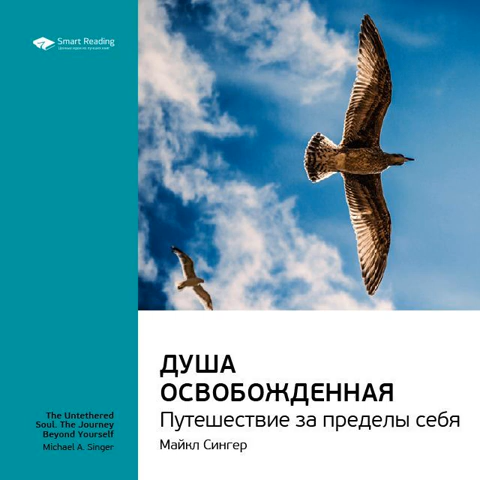 Smart Reading
ДУША
ОСВОБОЖДЕННАЯ
Путешествие за пределы себя
Майкл Сингер
The Untethered
Soul. The Journey
Beyond Yourself
Michael A. Singer